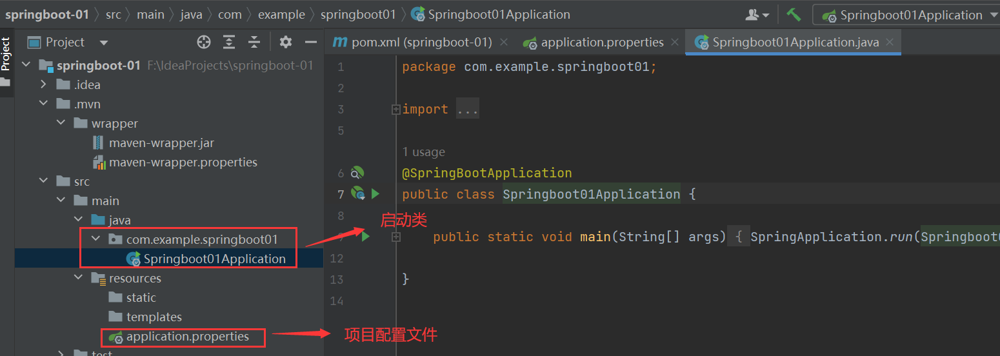 springboot-01 〉 src 〉 main 〉 java 〉 com 〉 example 〉 springboot01 〉 Springboot01Application
Springboot01Application
Project
Project
pom.xml (springboot-01)
application.properties
Springboot01Application.java
springboot-01 F:\IdeaProjects\springboot-01
.idea
.mvn
wrapper
maven-wrapper.jar
maven-wrapper.properties
src
main
java
com.example.springboot01
Springboot01Application
resources
static
templates
application.properties
test
1 package com.example.springboot01;
2
3 import ...
5
1 usage
6 @SpringBootApplication
7 public class Springboot01Application {
8
启动类
public static void main(String[] args) { SpringApplication.run(Springboot
12
13 }
14
项目配置文件